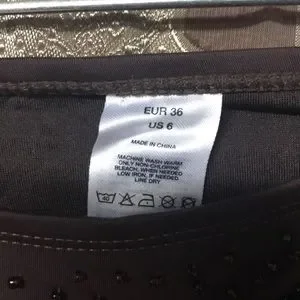 EUR 36
US 6
MADE IN CHINA
MACHINE WASH WARM
ONLY NON-CHLORINE
BLEACH, WHEN NEEDED
LOW IRON, IF NEEDED
LINE DRY
40